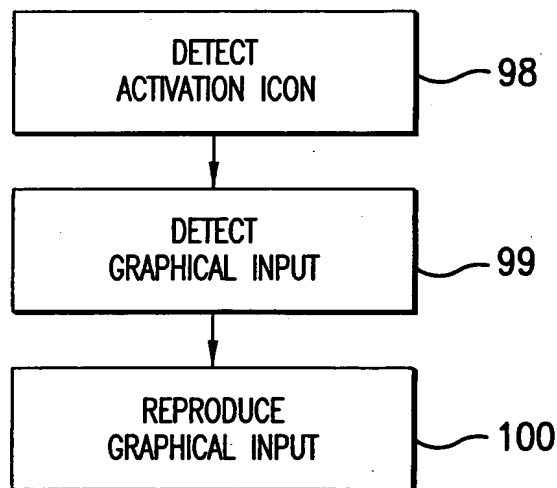 DETECT
ACTIVATION ICON
98
DETECT
GRAPHICAL INPUT
99
REPRODUCE
GRAPHICAL INPUT
100